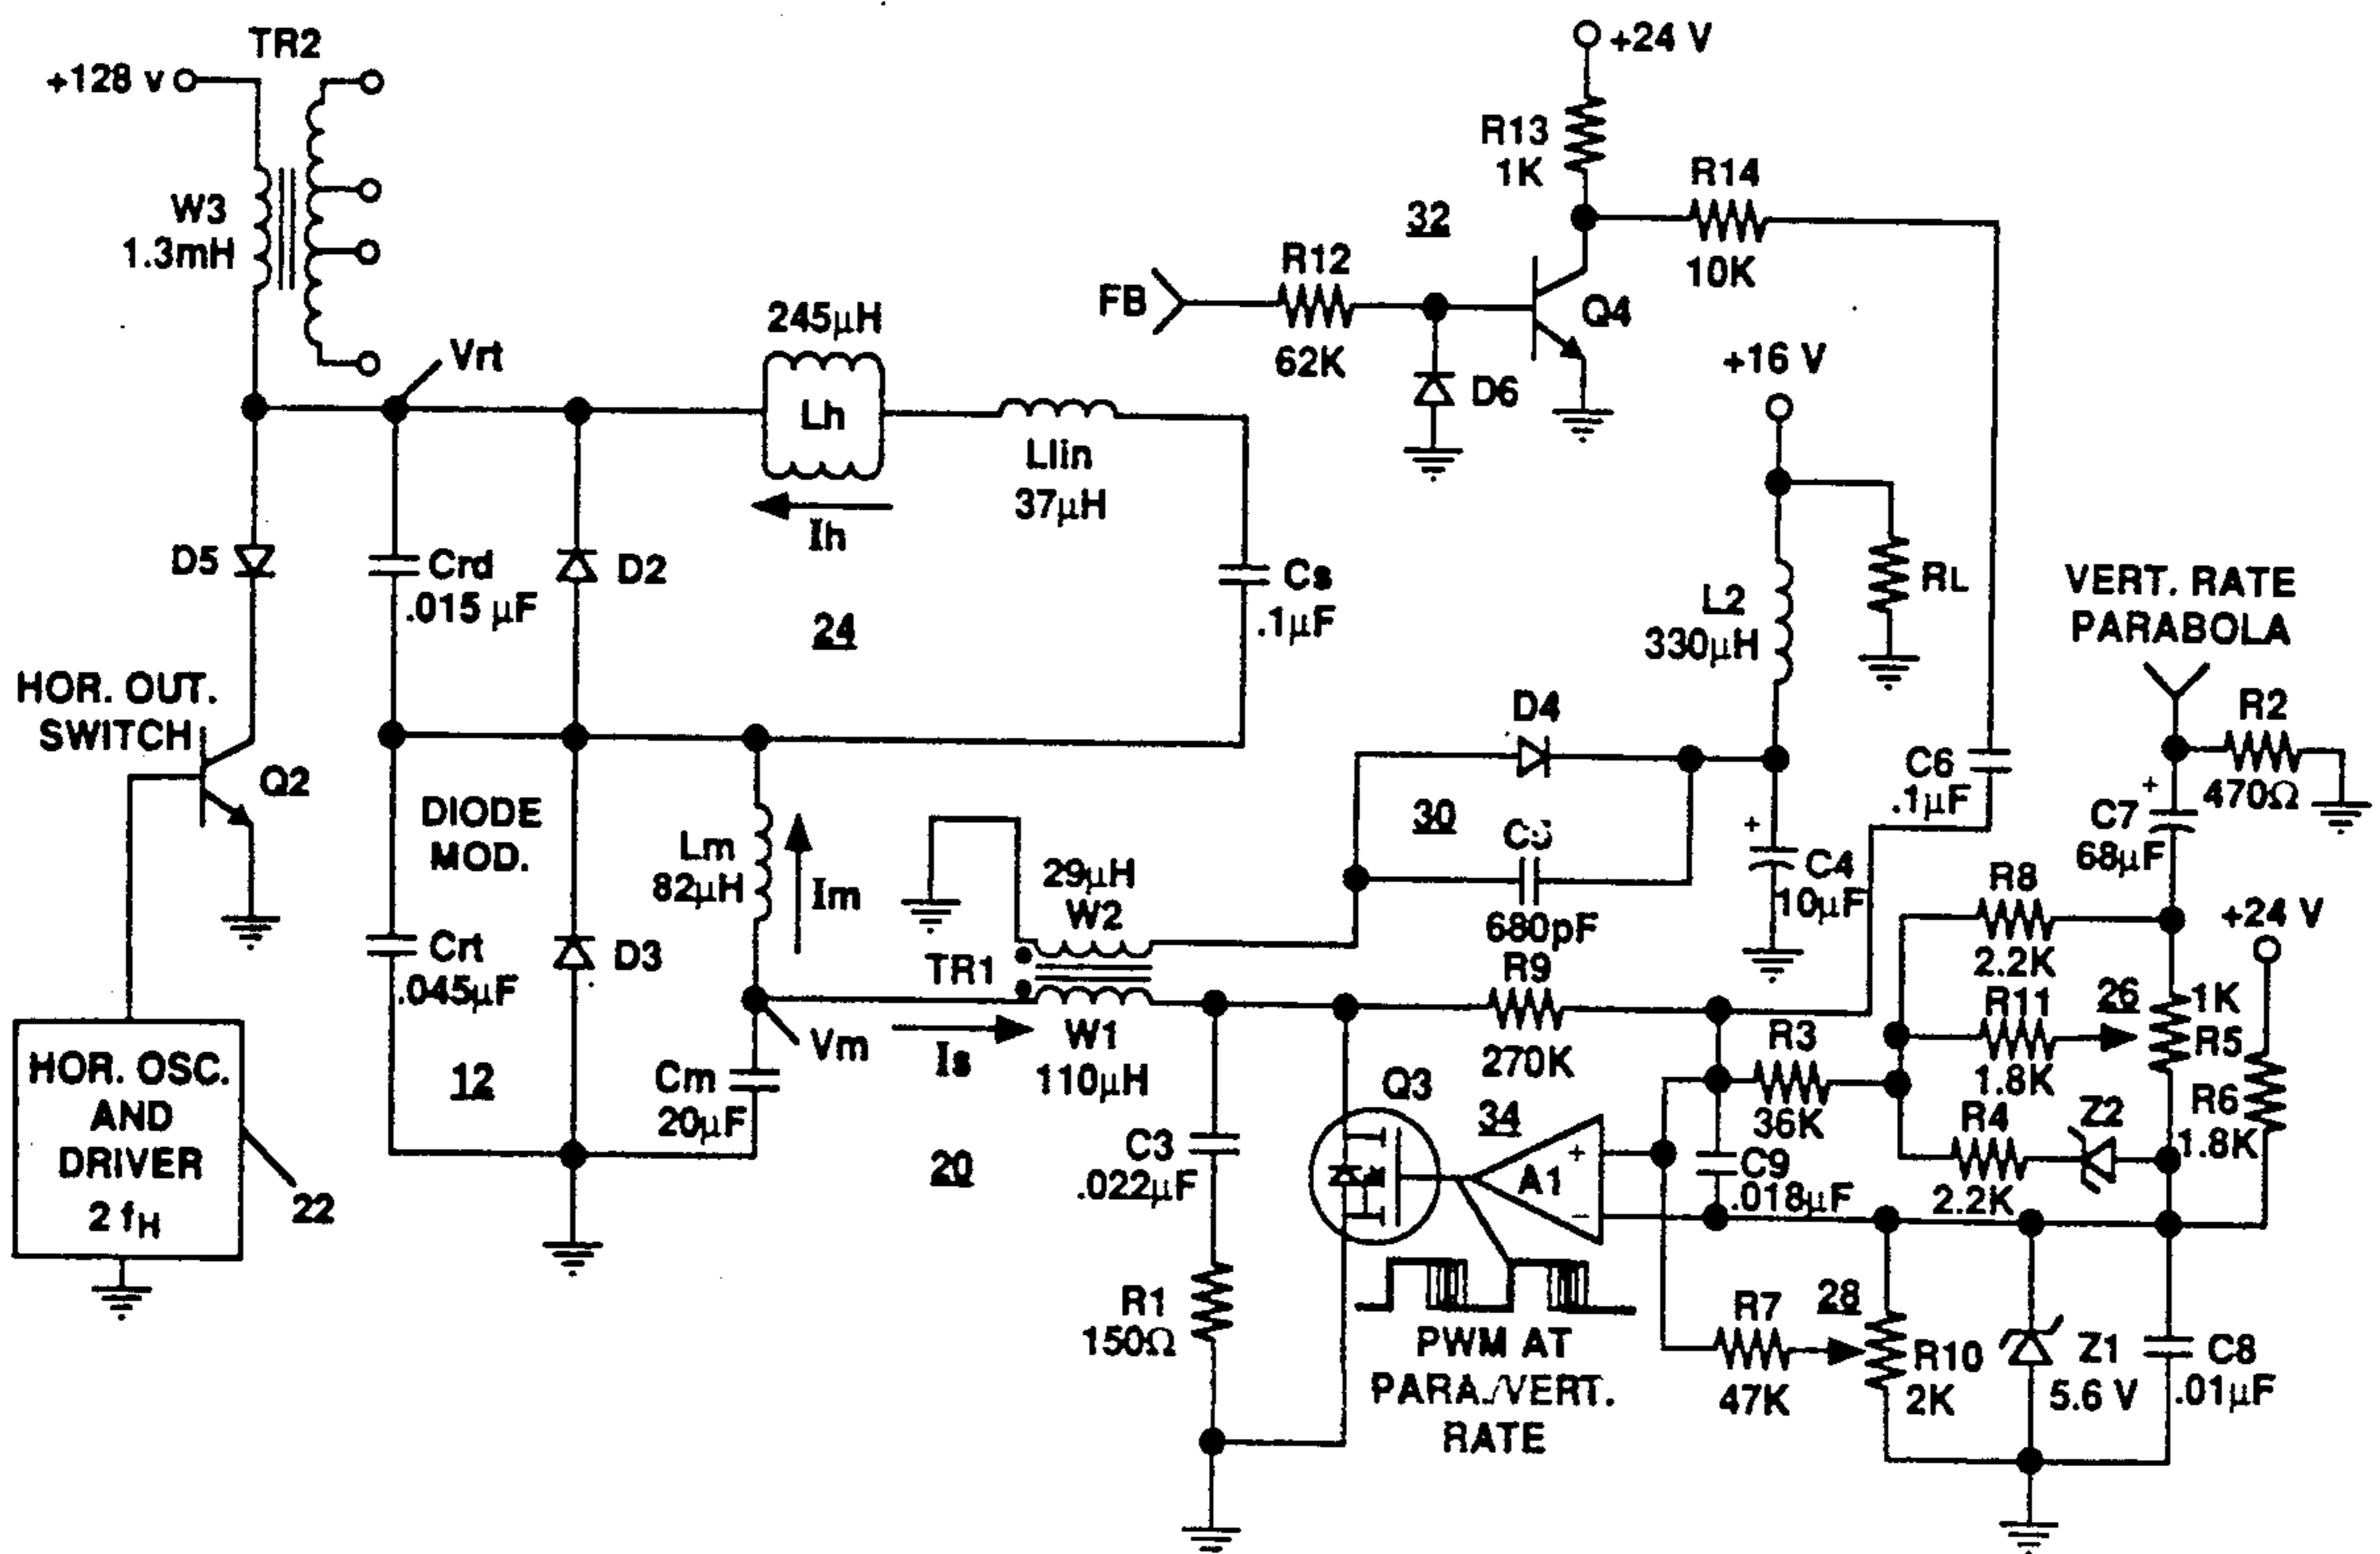 TR2
+128 v
W3
1.3mH
Vrt
245μH
Lh
Llin
37μH
Ih
D5
Crd
.015 μF
D2
24
Cs
.1μF
HOR. OUT.
SWITCH
Q2
DIODE
MOD.
Lm
82μH
Im
Crt
.045μF
D3
12
Vm
Cm
20μF
HOR. OSC.
AND
DRIVER
2 fH
22
+24 V
R13
1K
R14
10K
32
FB
R12
62K
D6
Q4
+16 V
L2
330μH
RL
VERT. RATE
PARABOLA
R2
470Ω
C7
+
68μF
C6
.1μF
D4
30
C5
680pF
+
C4
10μF
29μH
W2
TR1
W1
110μH
Is
20
R9
270K
R8
2.2K
R11
1.8K
26
1K
R5
+24 V
R6
1.8K
R3
36K
R4
2.2K
Z2
Q3
34
A1
+
−
C9
.018μF
C3
.022μF
R1
150Ω
PWM AT
PARA./VERT.
RATE
R7
47K
28
R10
2K
Z1
5.6 V
C8
.01μF